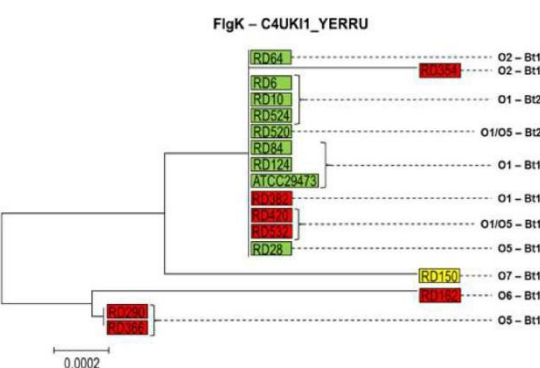 FlgK – C4UKI1_YERRU
RD64
O2 – Bt1
RD354
O2 – Bt1
RD6
RD10
O1 – Bt2
RD524
RD520
O1/O5 – Bt2
RD84
RD124
O1 – Bt1
ATCC29473
RD382
O1 – Bt1
RD420
O1/O5 – Bt1
RD532
RD28
O5 – Bt1
RD150
O7 – Bt1
RD162
O6 – Bt1
RD290
O5 – Bt1
RD366
0.0002